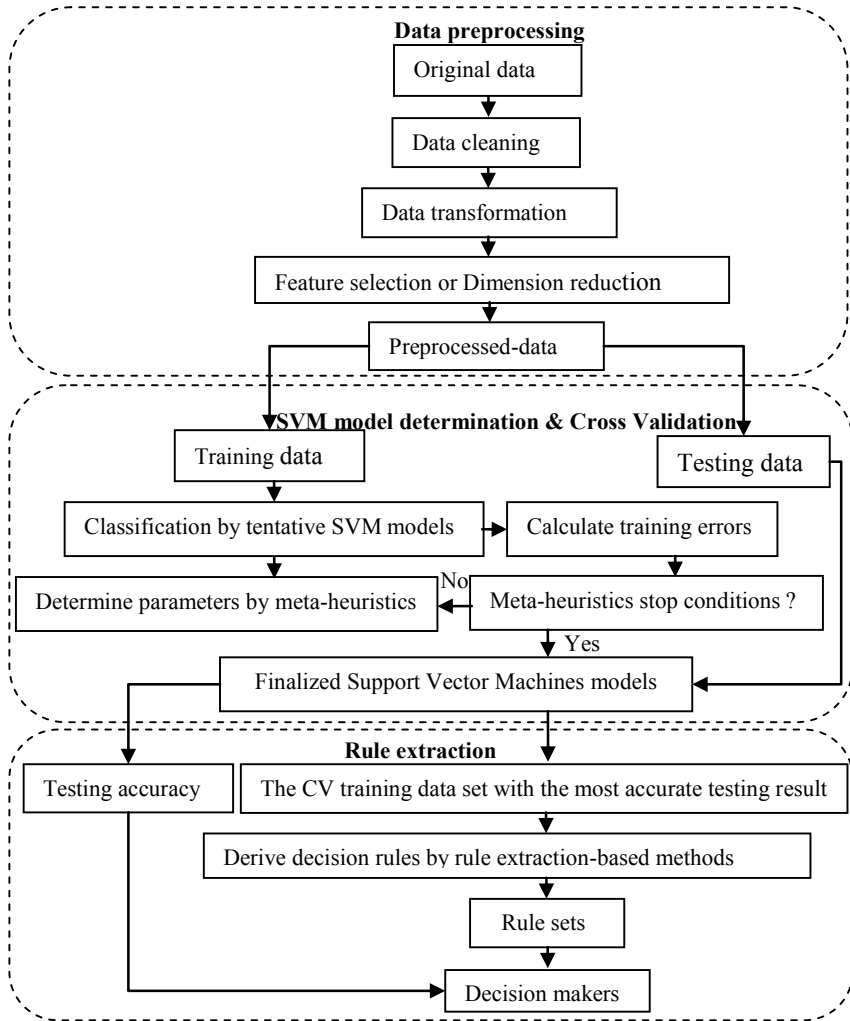 Data preprocessing
Original data
Data cleaning
Data transformation
Feature selection or Dimension reduction
Preprocessed-data
SVM model determination & Cross Validation
Training data
Testing data
Classification by tentative SVM models
Calculate training errors
No
Determine parameters by meta-heuristics
Meta-heuristics stop conditions ?
Yes
Finalized Support Vector Machines models
Rule extraction
Testing accuracy
The CV training data set with the most accurate testing result
Derive decision rules by rule extraction-based methods
Rule sets
Decision makers